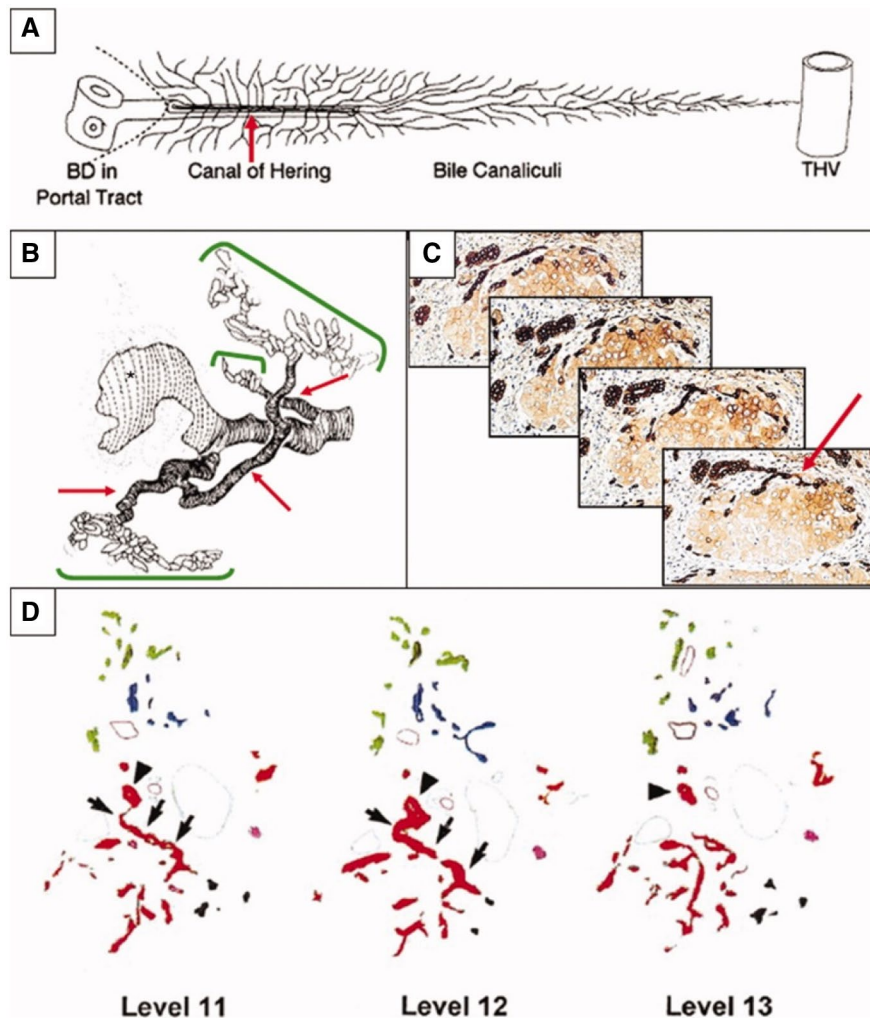 A
BD in
Portal Tract
Canal of Hering
Bile Canaliculi
THV
B
*
C
D
Level 11
Level 12
Level 13